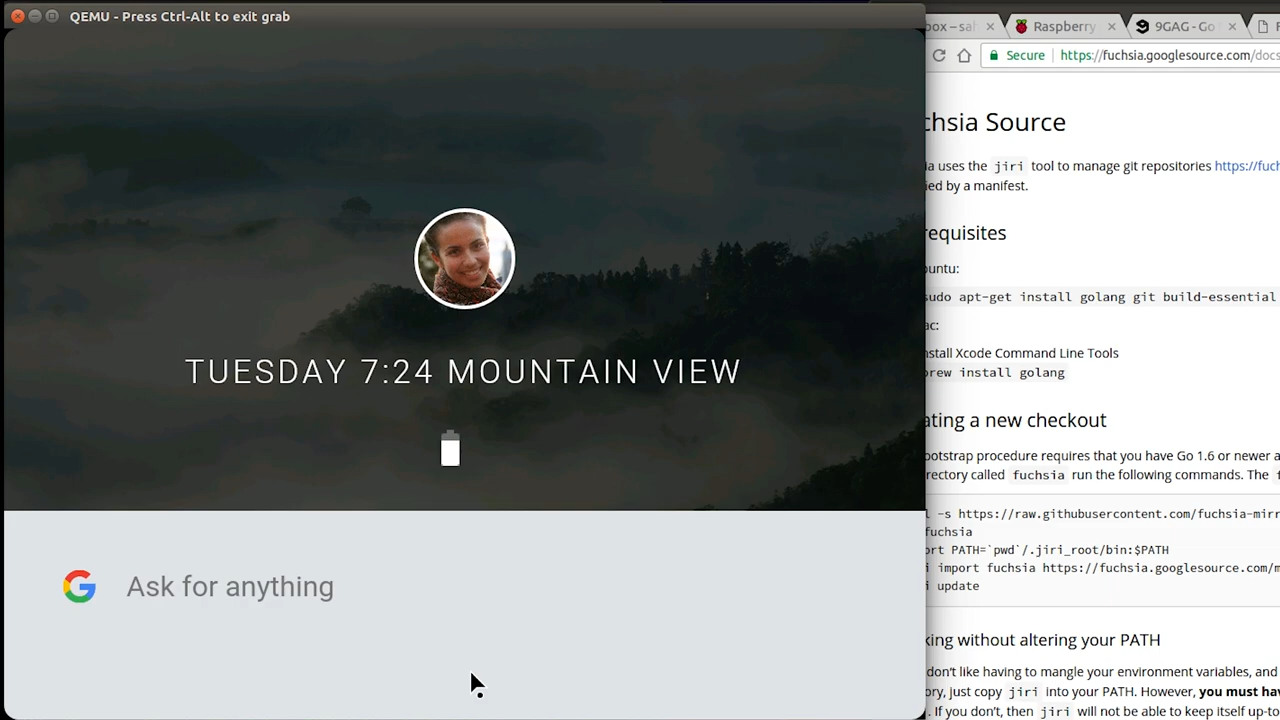 QEMU - Press Ctrl-Alt to exit grab
TUESDAY 7:24 MOUNTAIN VIEW
Ask for anything
box – sah
Raspberry
9GAG - Go
Secure
https://fuchsia.googlesource.com/docs
chsia Source
ia uses the jiri tool to manage git repositories https://fuch
ied by a manifest.
requisites
buntu:
sudo apt-get install golang git build-essential
ac:
nstall Xcode Command Line Tools
brew install golang
ating a new checkout
bootstrap procedure requires that you have Go 1.6 or newer a
rectory called fuchsia run the following commands. The f
l -s https://raw.githubusercontent.com/fuchsia-mirr
fuchsia
ort PATH=`pwd`/.jiri_root/bin:$PATH
i import fuchsia https://fuchsia.googlesource.com/m
i update
king without altering your PATH
don't like having to mangle your environment variables, and
ory, just copy jiri into your PATH. However, you must hav
. If you don't, then jiri will not be able to keep itself up-to